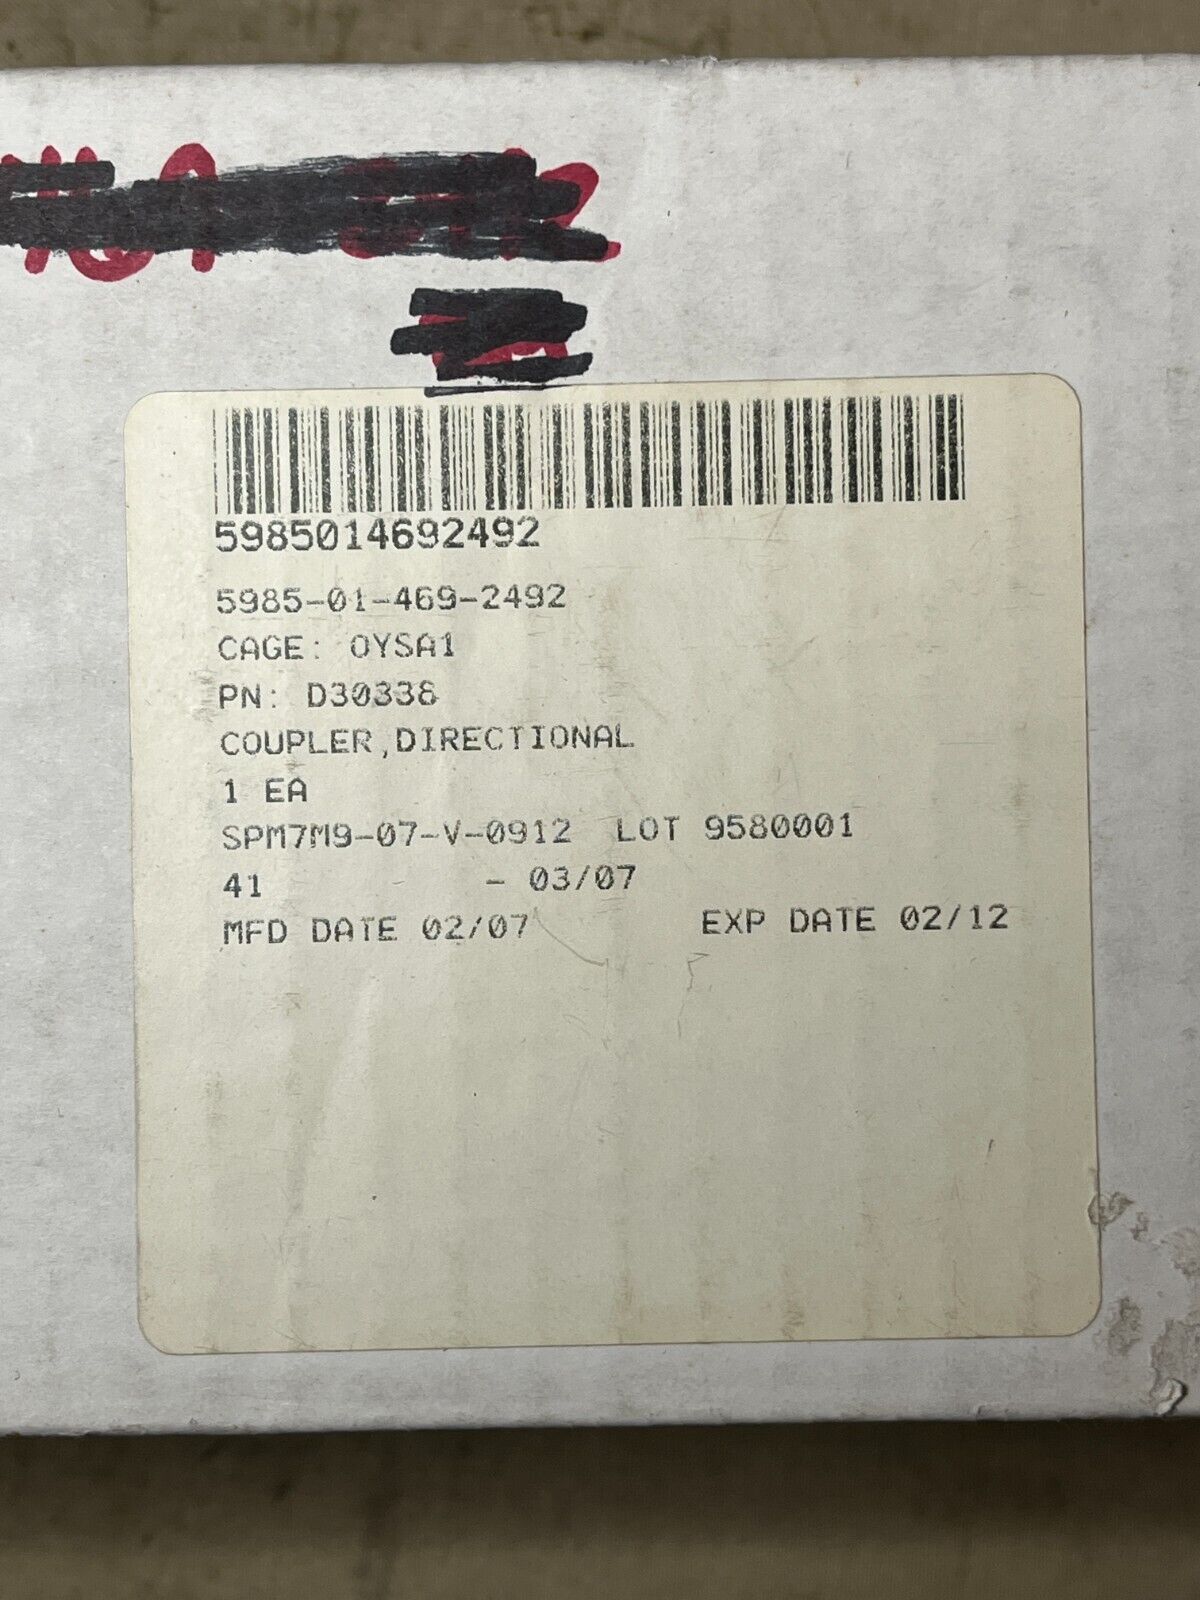 5985014692492
5985-01-469-2492
CAGE: OYSA1
PN: D30338
COUPLER,DIRECTIONAL
1 EA
SPM7M9-07-V-0912 LOT 9580001
41 - 03/07
MFD DATE 02/07 EXP DATE 02/12